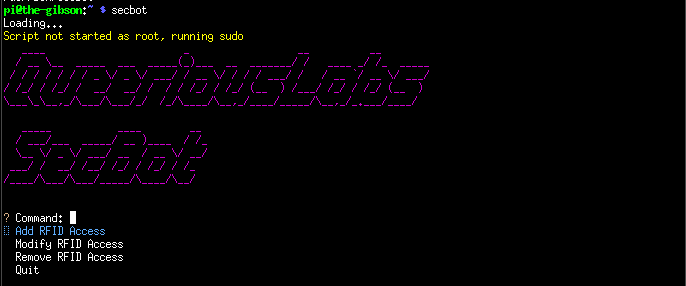 pi@the-gibson:~ $ secbot
Loading...
Script not started as root, running sudo
QueeriousLabs
SecBot
? Command:
Add RFID Access
Modify RFID Access
Remove RFID Access
Quit